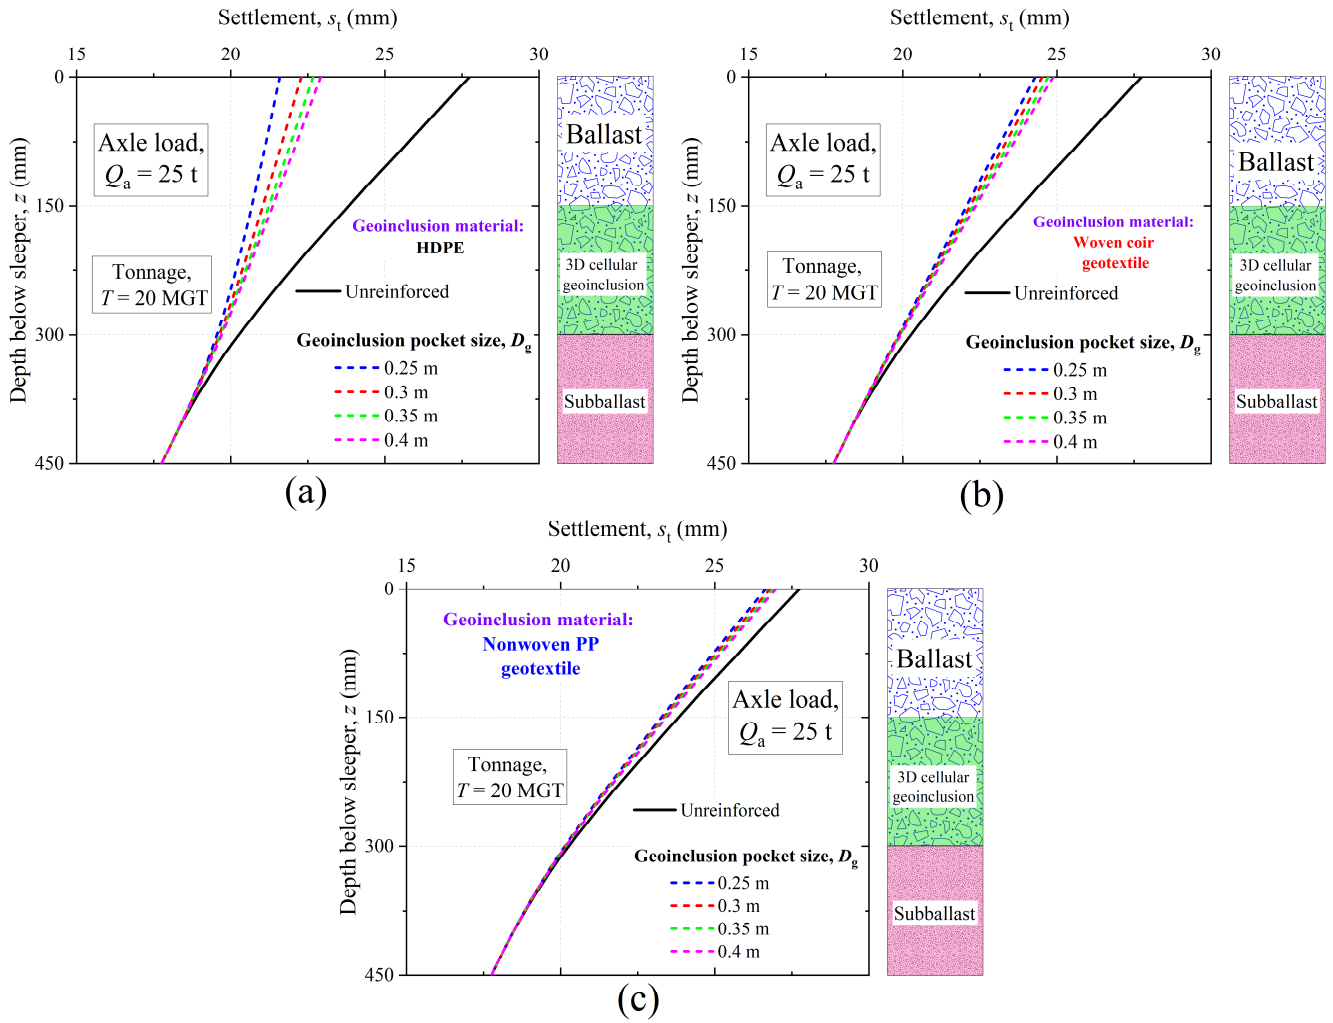 Settlement, st (mm)
15 20 25 30
0
150
300
450
Depth below sleeper, z (mm)
Axle load,
Qa = 25 t
Geoinclusion material:
HDPE
Tonnage,
T = 20 MGT
Unreinforced
Geoinclusion pocket size, Dg
0.25 m
0.3 m
0.35 m
0.4 m
Ballast
3D cellular
geoinclusion
Subballast
(a)
Settlement, st (mm)
15 20 25 30
0
150
300
450
Depth below sleeper, z (mm)
Axle load,
Qa = 25 t
Geoinclusion material:
Woven coir
geotextile
Tonnage,
T = 20 MGT
Unreinforced
Geoinclusion pocket size, Dg
0.25 m
0.3 m
0.35 m
0.4 m
Ballast
3D cellular
geoinclusion
Subballast
(b)
Settlement, st (mm)
15 20 25 30
0
150
300
450
Depth below sleeper, z (mm)
Geoinclusion material:
Nonwoven PP
geotextile
Axle load,
Qa = 25 t
Tonnage,
T = 20 MGT
Unreinforced
Geoinclusion pocket size, Dg
0.25 m
0.3 m
0.35 m
0.4 m
Ballast
3D cellular
geoinclusion
Subballast
(c)